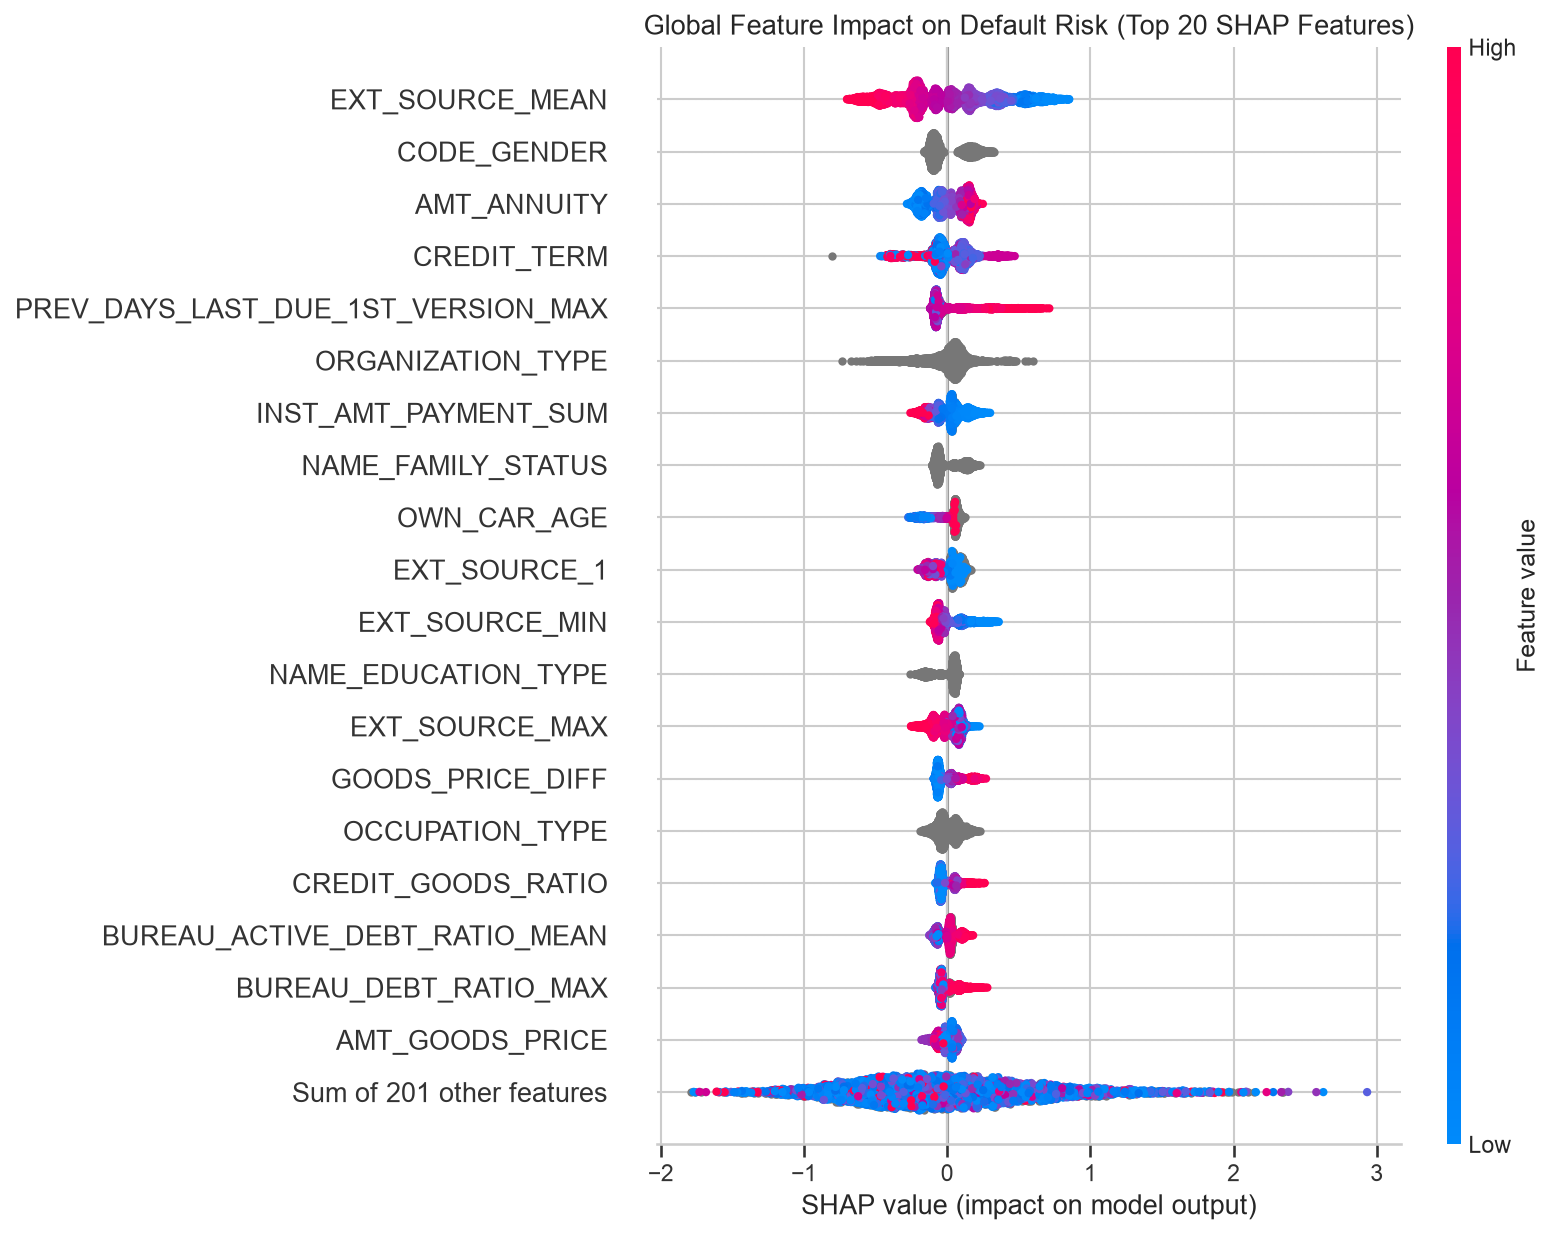 Global Feature Impact on Default Risk (Top 20 SHAP Features)
High
EXT_SOURCE_MEAN
CODE_GENDER
AMT_ANNUITY
CREDIT_TERM
PREV_DAYS_LAST_DUE_1ST_VERSION_MAX
ORGANIZATION_TYPE
INST_AMT_PAYMENT_SUM
NAME_FAMILY_STATUS
OWN_CAR_AGE
EXT_SOURCE_1
EXT_SOURCE_MIN
NAME_EDUCATION_TYPE
EXT_SOURCE_MAX
GOODS_PRICE_DIFF
OCCUPATION_TYPE
CREDIT_GOODS_RATIO
BUREAU_ACTIVE_DEBT_RATIO_MEAN
BUREAU_DEBT_RATIO_MAX
AMT_GOODS_PRICE
Sum of 201 other features
Feature value
Low
−2 −1 0 1 2 3
SHAP value (impact on model output)